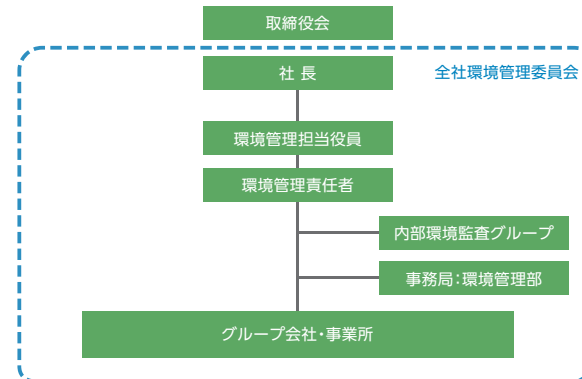 取締役会
社 長
全社環境管理委員会
環境管理担当役員
環境管理責任者
内部環境監査グループ
事務局：環境管理部
グループ会社・事業所